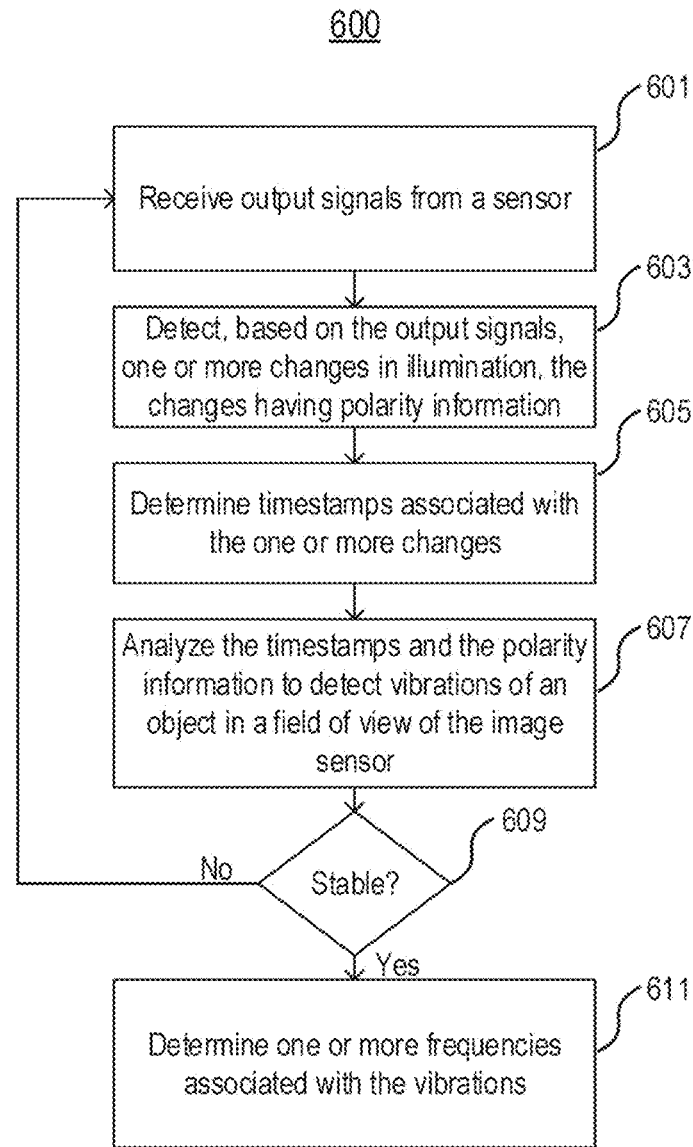 600
601
Receive output signals from a sensor
603
Detect, based on the output signals,
one or more changes in illumination, the
changes having polarity information
605
Determine timestamps associated with
the one or more changes
607
Analyze the timestamps and the polarity
information to detect vibrations of an
object in a field of view of the image
sensor
609
No
Stable?
Yes
611
Determine one or more frequencies
associated with the vibrations